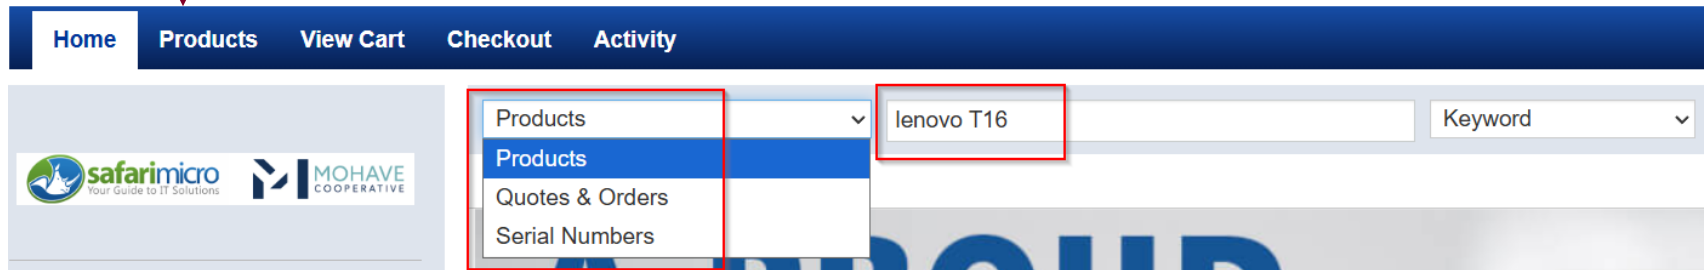 Home Products View Cart Checkout Activity
Products lenovo T16 Keyword
Products
Quotes & Orders
Serial Numbers
safarimicro
Your Guide to IT Solutions
MOHAVE
COOPERATIVE